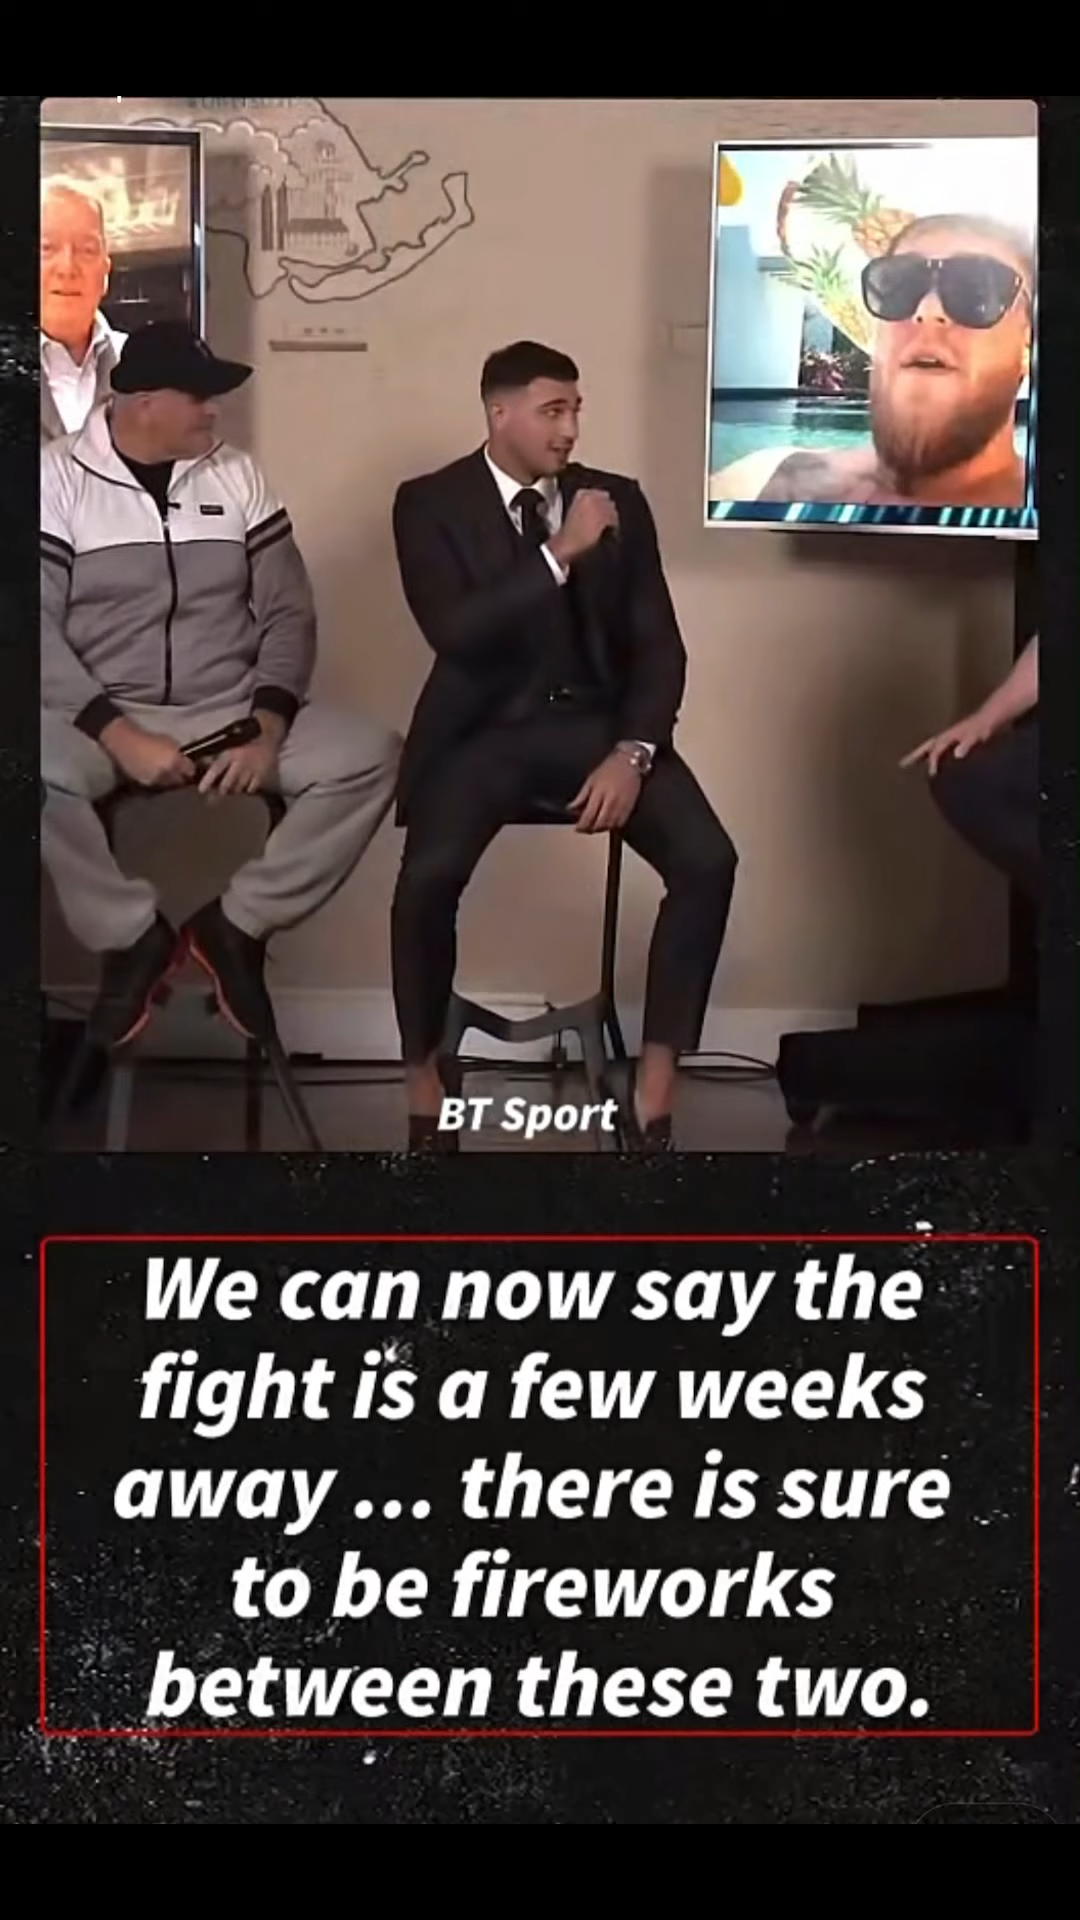 BT Sport
We can now say the
fight is a few weeks
away ... there is sure
to be fireworks
between these two.